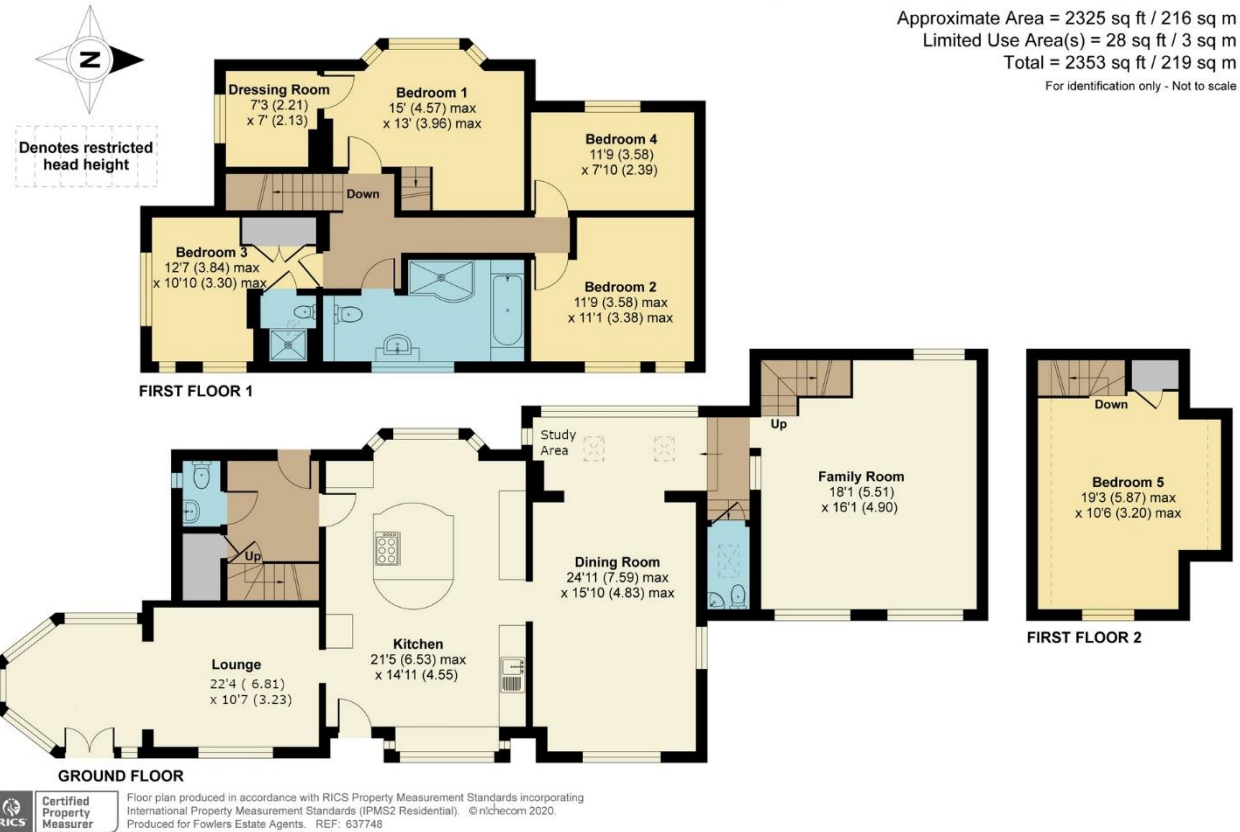 Approximate Area = 2325 sq ft / 216 sq m
Limited Use Area(s) = 28 sq ft / 3 sq m
Total = 2353 sq ft / 219 sq m
For identification only - Not to scale
N
Denotes restricted
head height
Dressing Room
7'3 (2.21)
x 7' (2.13)
Bedroom 1
15' (4.57) max
x 13' (3.96) max
Bedroom 4
11'9 (3.58)
x 7'10 (2.39)
Down
Bedroom 3
12'7 (3.84) max
x 10'10 (3.30) max
Bedroom 2
11'9 (3.58) max
x 11'1 (3.38) max
FIRST FLOOR 1
Study
Area
Up
Family Room
18'1 (5.51)
x 16'1 (4.90)
Down
Bedroom 5
19'3 (5.87) max
x 10'6 (3.20) max
FIRST FLOOR 2
Up
Dining Room
24'11 (7.59) max
x 15'10 (4.83) max
Kitchen
21'5 (6.53) max
x 14'11 (4.55)
Lounge
22'4 ( 6.81)
x 10'7 (3.23)
GROUND FLOOR
RICS
Certified
Property
Measurer
Floor plan produced in accordance with RICS Property Measurement Standards incorporating
International Property Measurement Standards (IPMS2 Residential). © nichecom 2020.
Produced for Fowlers Estate Agents. REF: 637748